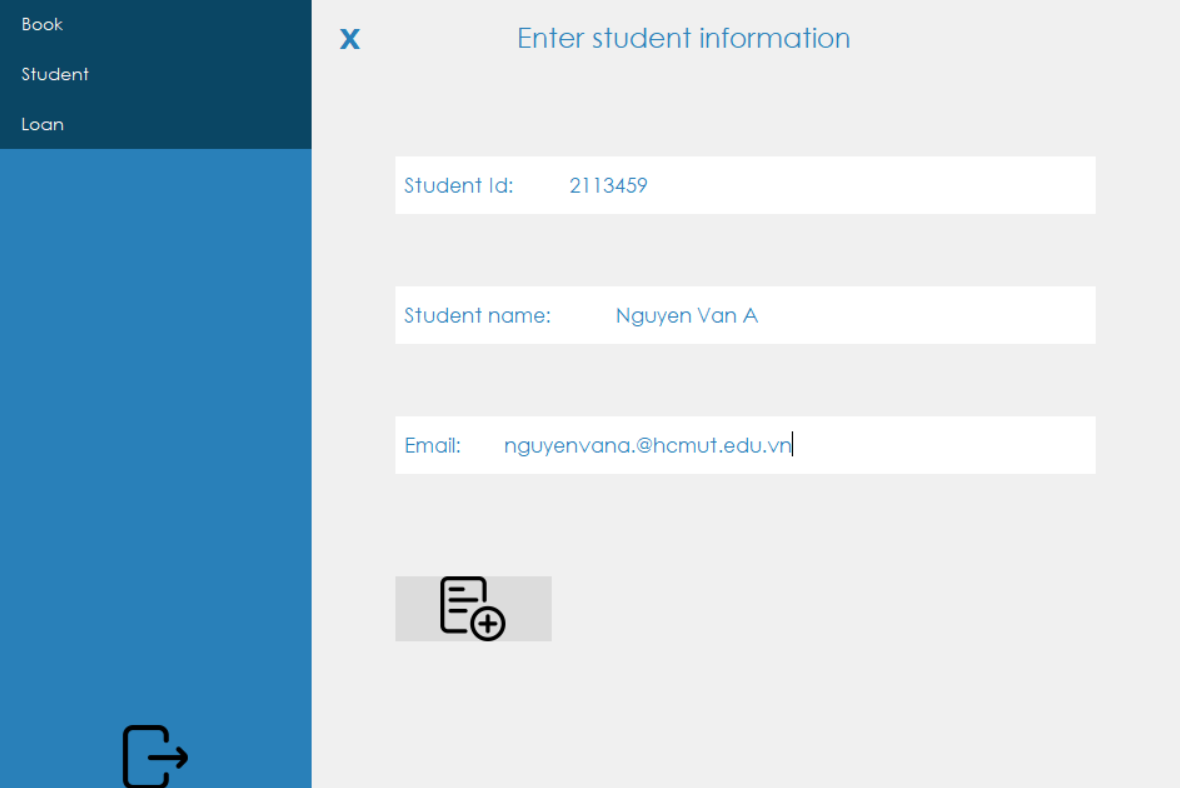 Book
Student
Loan
X
Enter student information
Student Id: 2113459
Student name: Nguyen Van A
Email: nguyenvana.@hcmut.edu.vn